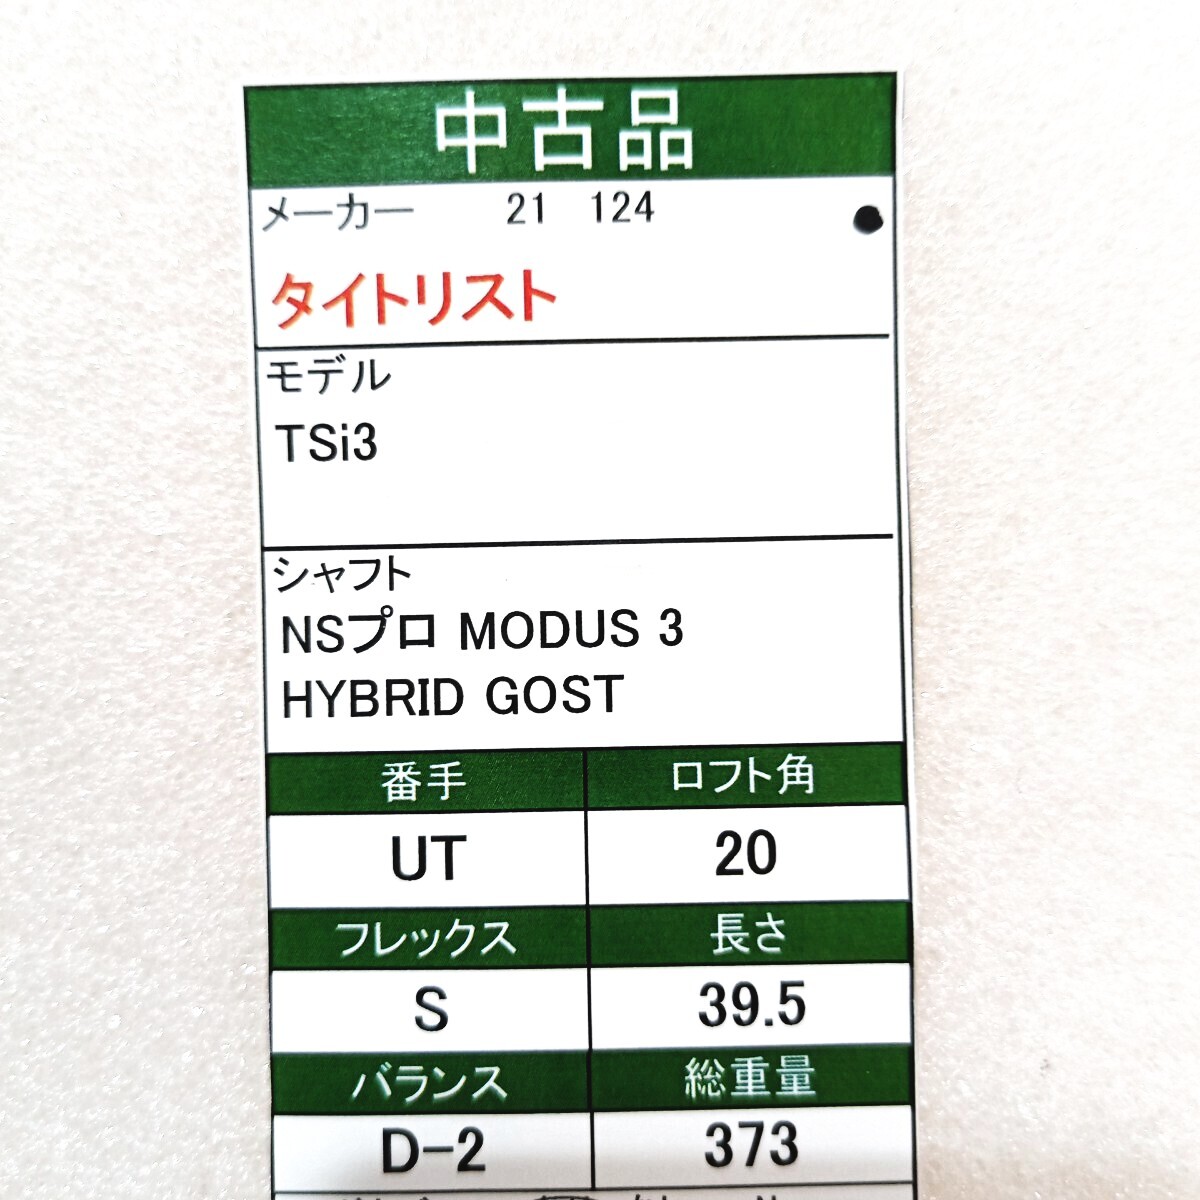 中古品
メーカー 21 124
タイトリスト
モデル
TSi3
シャフト
NSプロ MODUS 3
HYBRID GOST
番手 ロフト角
UT 20
フレックス 長さ
S 39.5
バランス 総重量
D-2 373